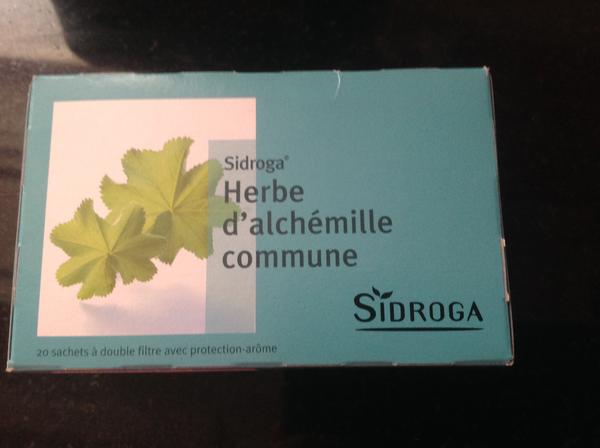 Sidroga®
Herbe
d'alchémille
commune
SIDROGA
20 sachets à double filtre avec protection-arôme